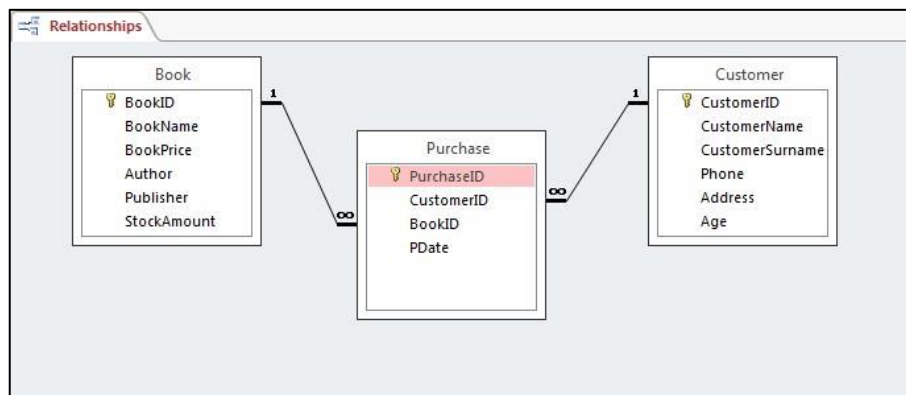 Relationships
Book
BookID
BookName
BookPrice
Author
Publisher
StockAmount
1
∞
Purchase
PurchaseID
CustomerID
BookID
PDate
1
∞
Customer
CustomerID
CustomerName
CustomerSurname
Phone
Address
Age